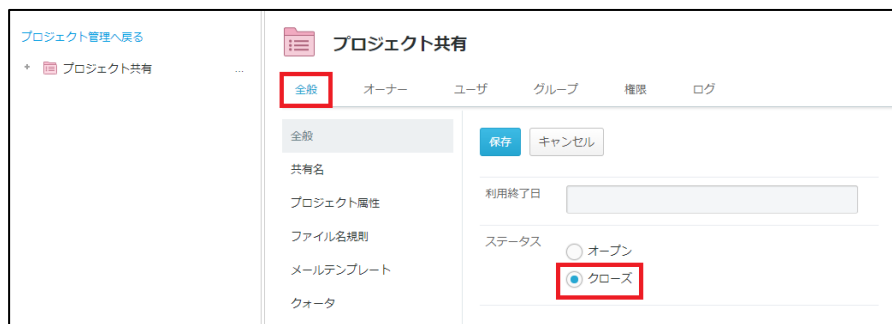 プロジェクト管理へ戻る
+ プロジェクト共有 ...
プロジェクト共有
全般 オーナー ユーザ グループ 権限 ログ
全般
共有名
プロジェクト属性
ファイル名規則
メールテンプレート
クォータ
保存 キャンセル
利用終了日
ステータス
オープン
クローズ